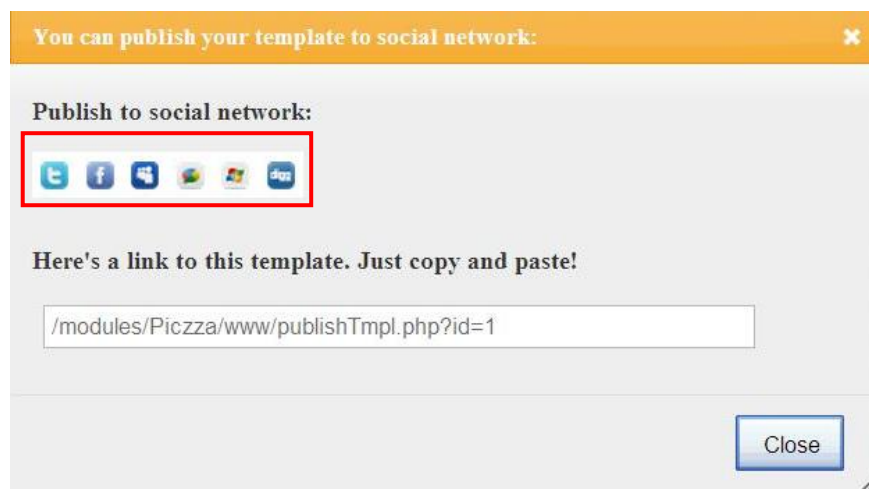 You can publish your template to social network:
Publish to social network:
t f digg
Here's a link to this template. Just copy and paste!
/modules/Piczza/www/publishTmpl.php?id=1
Close